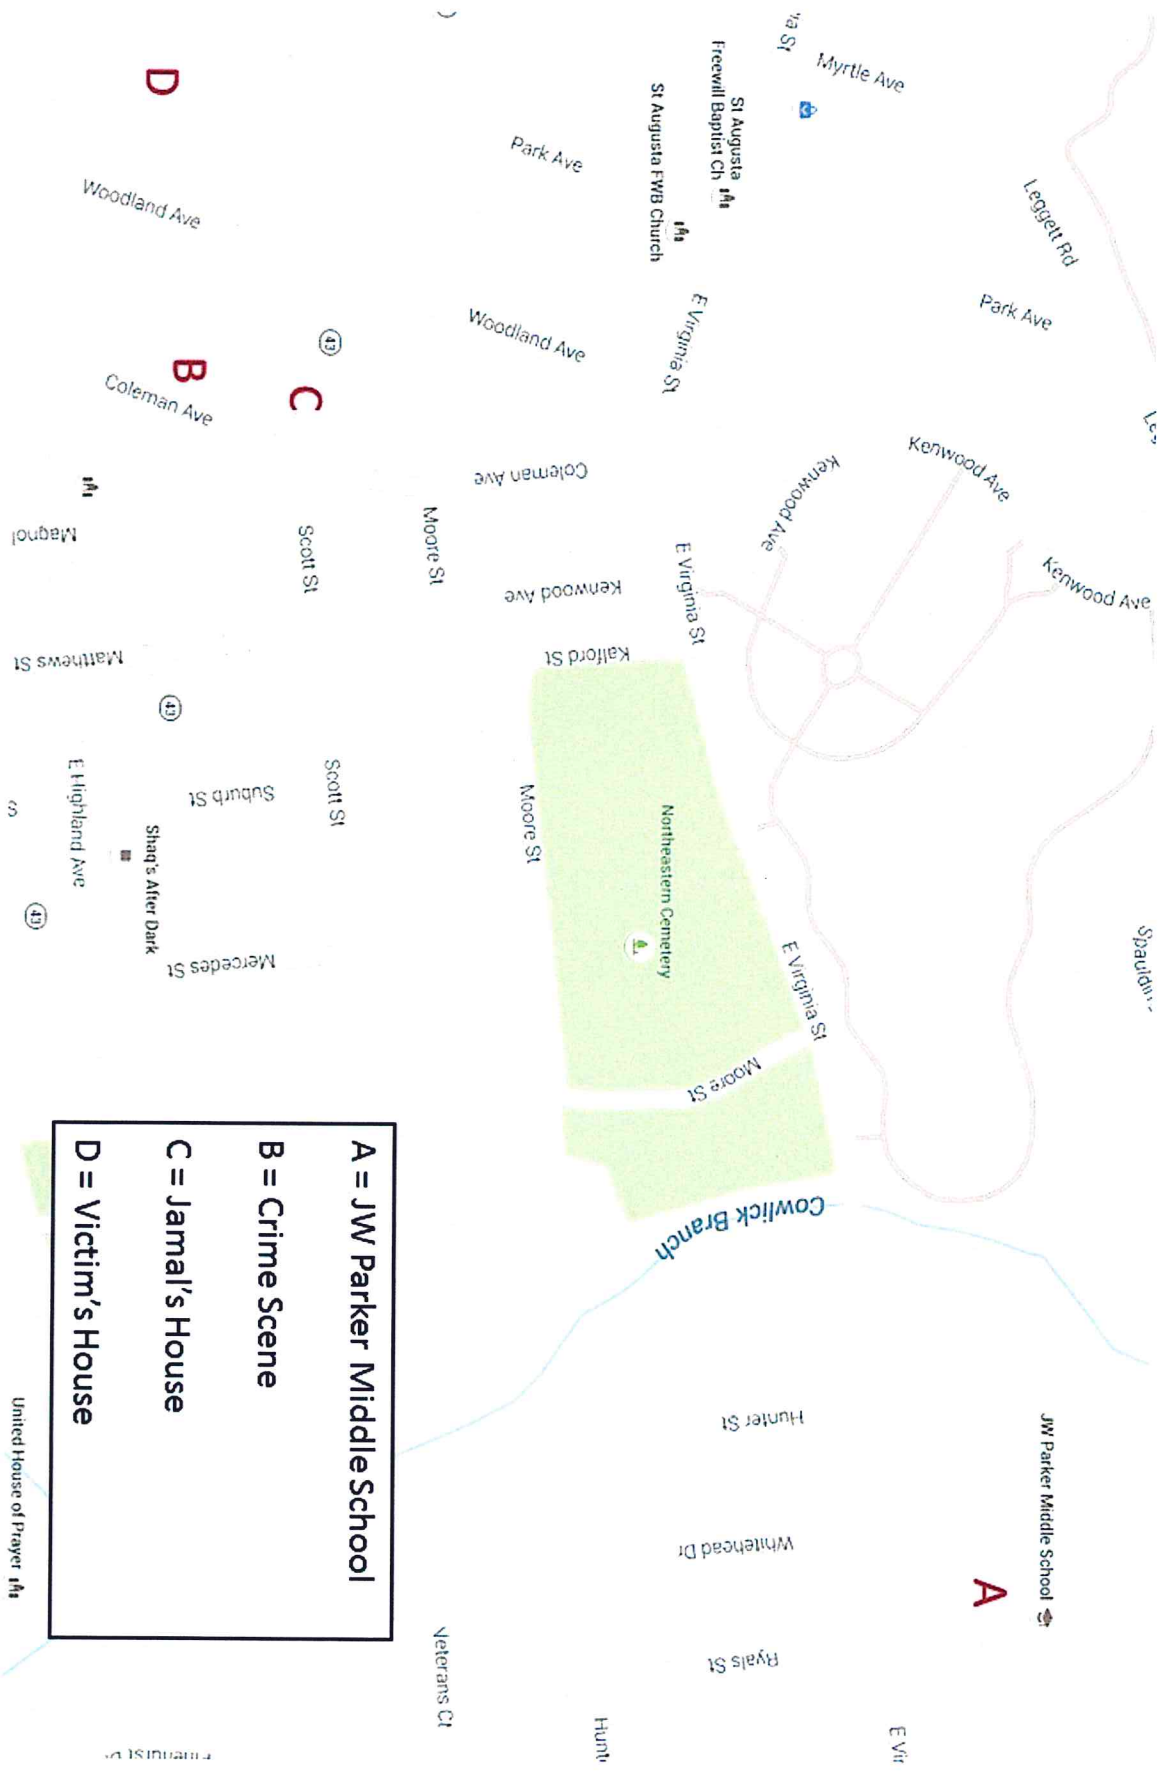 Spauldin
Kenwood Ave
Leggett Rd
JW Parker Middle School
Park Ave
Kenwood Ave
A
E Vir
Myrtle Ave
Kenwood Ave
E Virginia St
Hunter St
Whitehead Dr
Ryals St
Cowlick Branch
St Augusta
Freewill Baptist Ch
Moore St
E Virginia St
E Virginia St
St Augusta FWB Church
Northeastern Cemetery
Kalford St
Kenwood Ave
Hunt
Park Ave
Woodland Ave
Coleman Ave
Moore St
Moore St
Veterans Ct
43
C
Scott St
Scott St
B
Coleman Ave
D
Woodland Ave
43
Suburb St
Mercedes St
Shaq's After Dark
Matthews St
E Highland Ave
Magnol
43
S
A = JW Parker Middle School
B = Crime Scene
C = Jamal's House
D = Victim's House
United House of Prayer